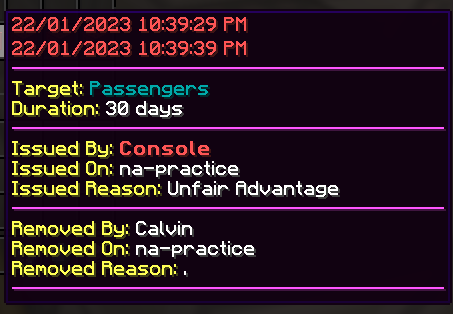 22/01/2023 10:39:29 PM
22/01/2023 10:39:39 PM
Target: Passengers
Duration: 30 days
Issued By: Console
Issued On: na-practice
Issued Reason: Unfair Advantage
Removed By: Calvin
Removed On: na-practice
Removed Reason: .